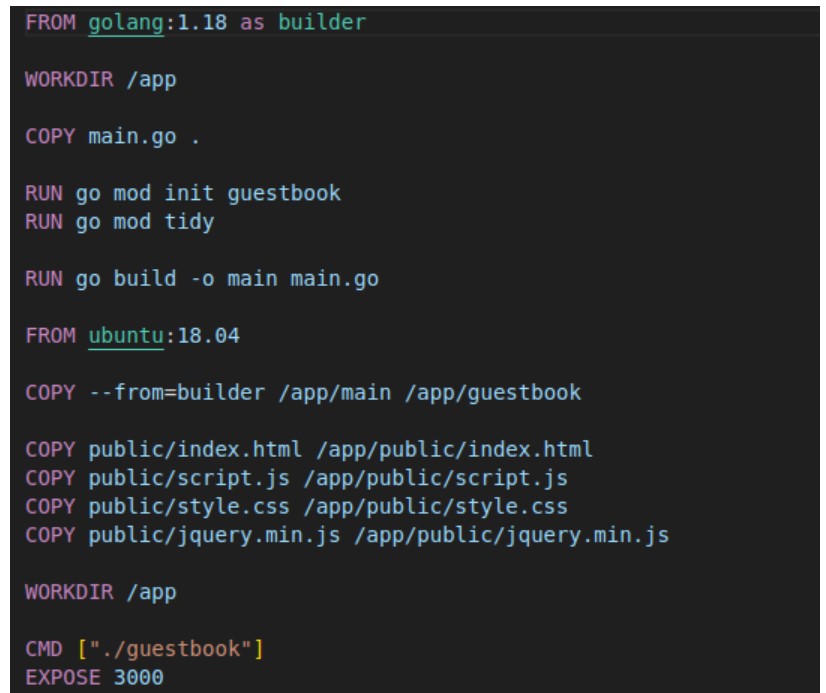 FROM golang:1.18 as builder
WORKDIR /app
COPY main.go .
RUN go mod init guestbook
RUN go mod tidy
RUN go build -o main main.go
FROM ubuntu:18.04
COPY --from=builder /app/main /app/guestbook
COPY public/index.html /app/public/index.html
COPY public/script.js /app/public/script.js
COPY public/style.css /app/public/style.css
COPY public/jquery.min.js /app/public/jquery.min.js
WORKDIR /app
CMD ["./guestbook"]
EXPOSE 3000